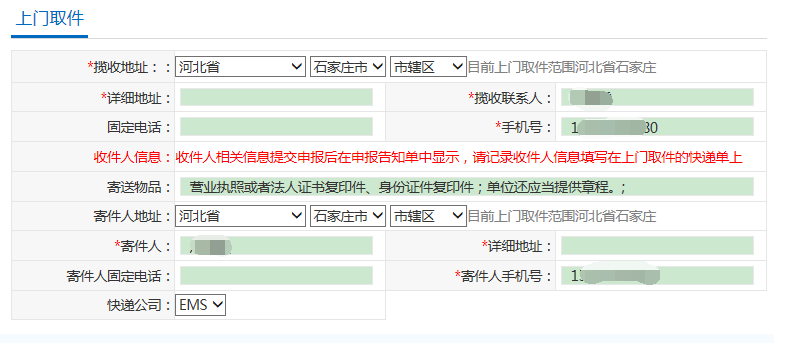 上门取件
*揽收地址：： 河北省 石家庄市 市辖区 目前上门取件范围河北省石家庄
*详细地址： *揽收联系人：
固定电话： *手机号： 1 80
收件人信息：收件人相关信息提交申报后在申报告知单中显示，请记录收件人信息填写在上门取件的快递单上
寄送物品： 营业执照或者法人证书复印件、身份证件复印件；单位还应当提供章程。;
寄件人地址： 河北省 石家庄市 市辖区 目前上门取件范围河北省石家庄
*寄件人： *详细地址：
寄件人固定电话： *寄件人手机号： 15
快递公司： EMS